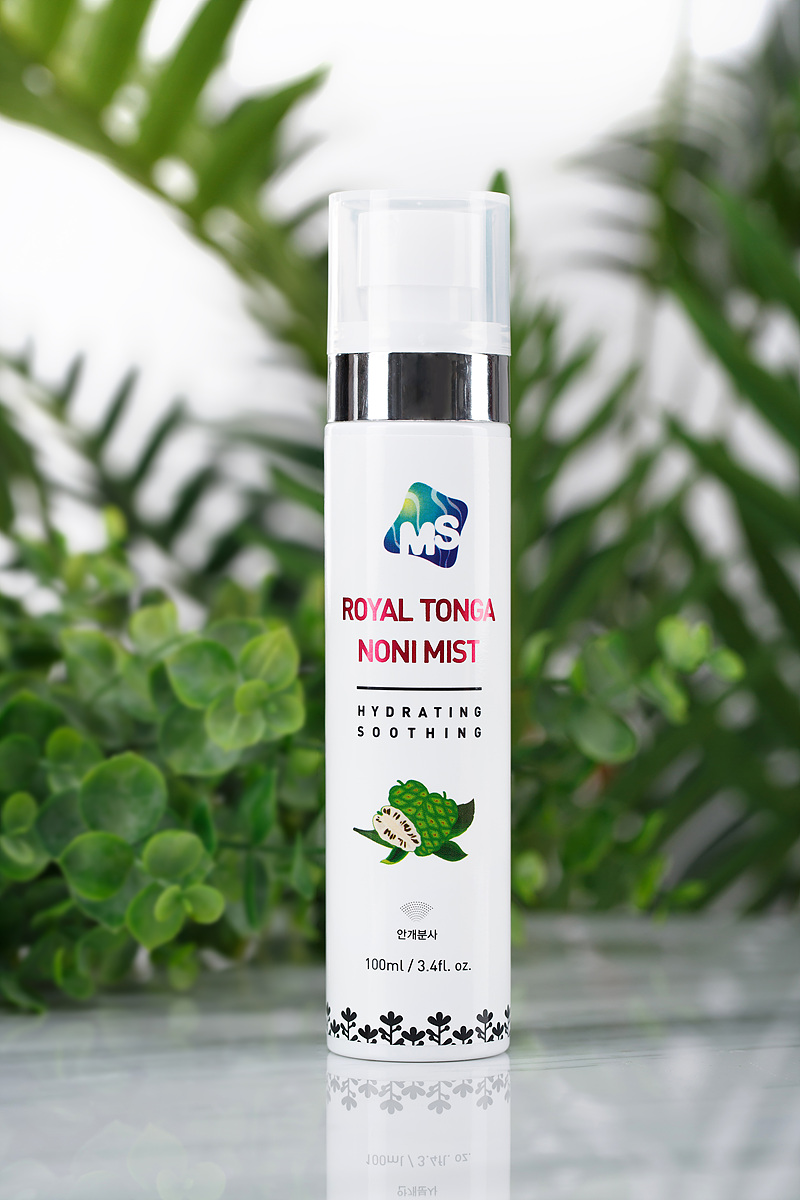 MS
ROYAL TONGA
NONI MIST
HYDRATING
SOOTHING
안개분사
100ml / 3.4fl. oz.